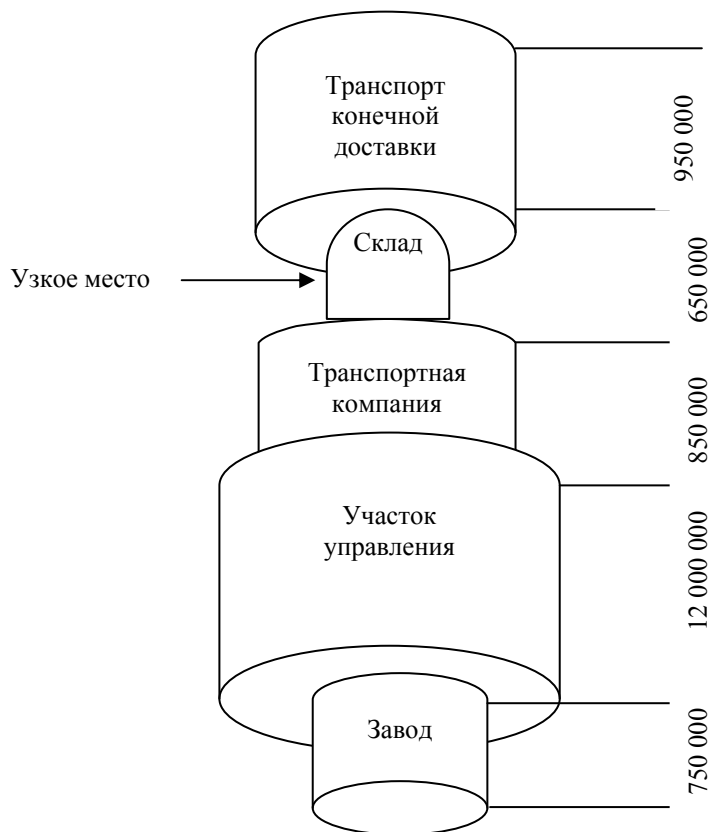 Транспорт
конечной
доставки
950 000
Склад
Узкое место
650 000
Транспортная
компания
850 000
Участок
управления
12 000 000
Завод
750 000